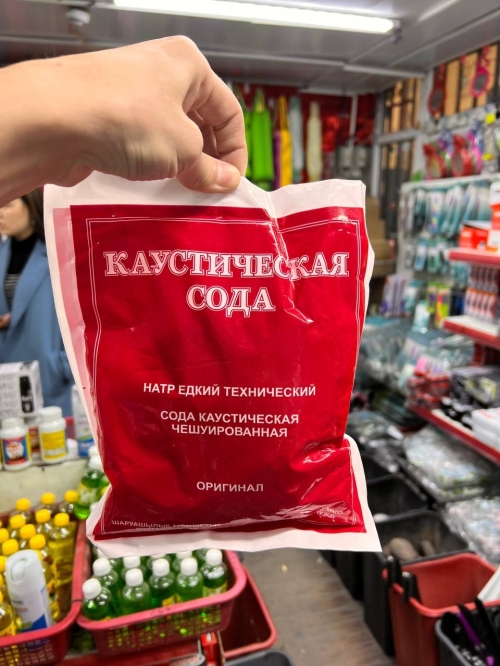 КАУСТИЧЕСКАЯ
СОДА
НАТР ЕДКИЙ ТЕХНИЧЕСКИЙ
СОДА КАУСТИЧЕСКАЯ
ЧЕШУИРОВАННАЯ
ОРИГИНАЛ